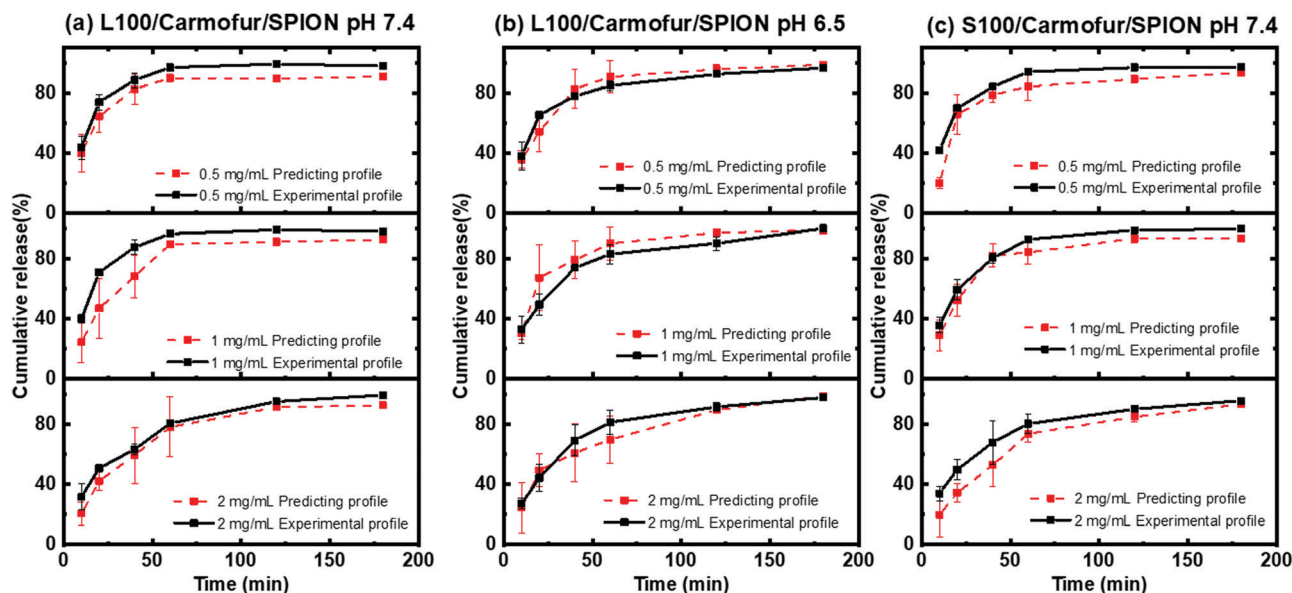 (a) L100/Carmofur/SPION pH 7.4
(b) L100/Carmofur/SPION pH 6.5
(c) S100/Carmofur/SPION pH 7.4
Cumulative release(%)
80
40
0
0.5 mg/mL Predicting profile
0.5 mg/mL Experimental profile
80
40
0
1 mg/mL Predicting profile
1 mg/mL Experimental profile
80
40
0
2 mg/mL Predicting profile
2 mg/mL Experimental profile
0 50 100 150 200
Time (min)
Cumulative release(%)
80
40
0
0.5 mg/mL Predicting profile
0.5 mg/mL Experimental profile
80
40
0
1 mg/mL Predicting profile
1 mg/mL Experimental profile
80
40
0
2 mg/mL Predicting profile
2 mg/mL Experimental profile
0 50 100 150 200
Time (min)
Cumulative release(%)
80
40
0
0.5 mg/mL Predicting profile
0.5 mg/mL Experimental profile
80
40
0
1 mg/mL Predicting profile
1 mg/mL Experimental profile
80
40
0
2 mg/mL Predicting profile
2 mg/mL Experimental profile
0 50 100 150 200
Time (min)